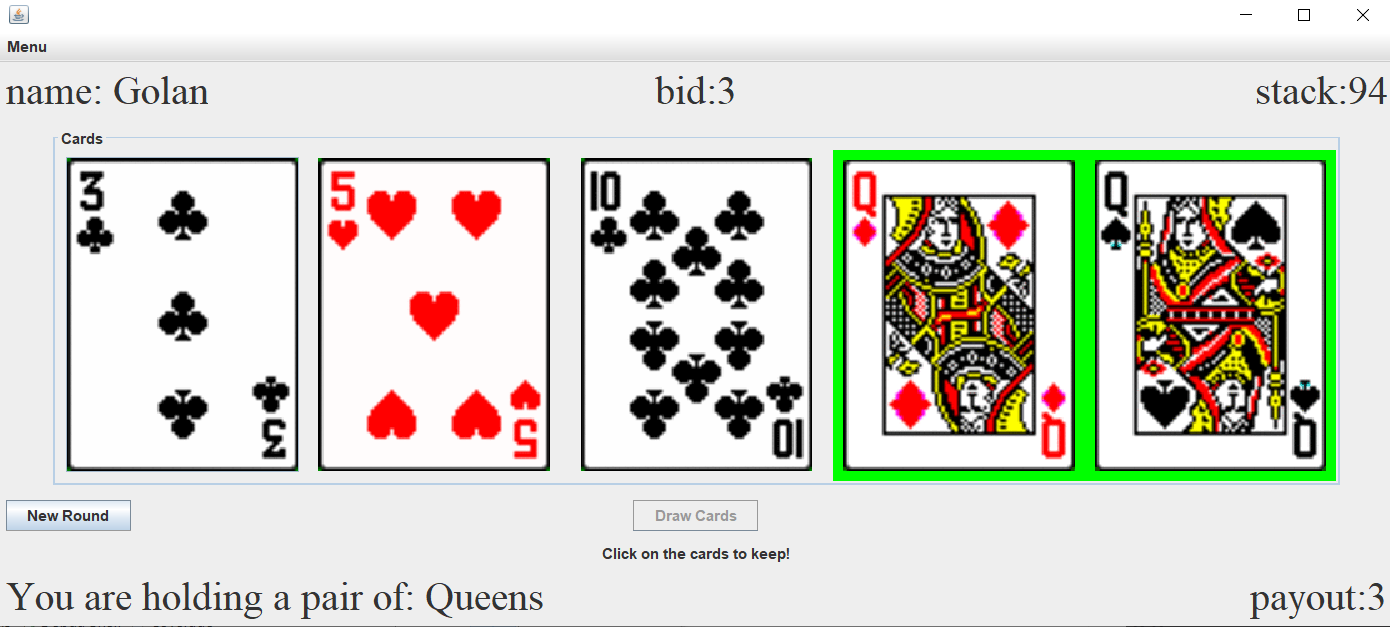 Menu
name: Golan bid:3 stack:94
Cards
3 5 10 Q Q
3 5 10 Q Q
New Round Draw Cards
Click on the cards to keep!
You are holding a pair of: Queens payout:3